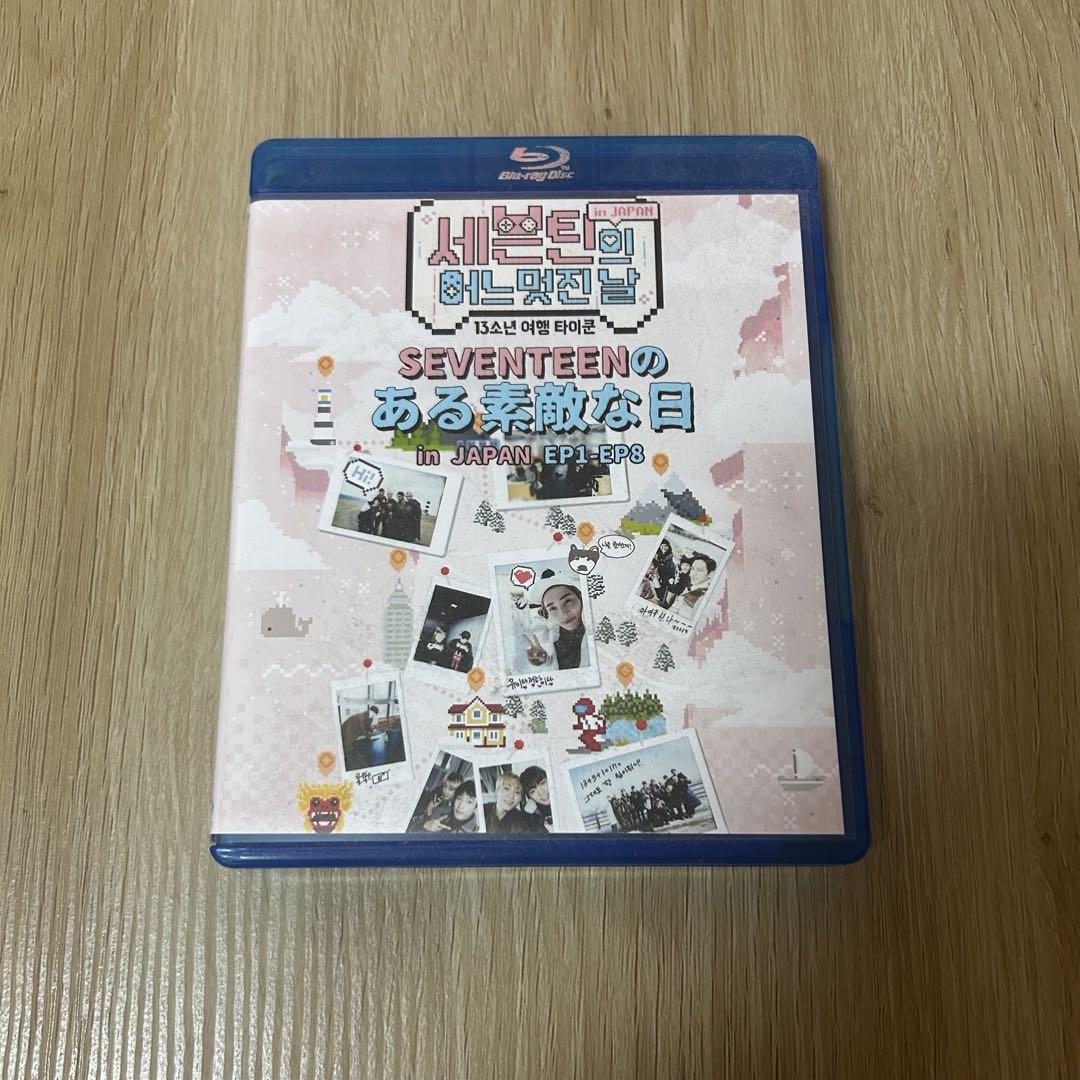 Blu-ray Disc
in JAPAN
세븐틴의
어느 멋진 날
13소년 여행 타이쿤
SEVENTEENの
ある素敵な日
in JAPAN EP1-EP8
Hi!